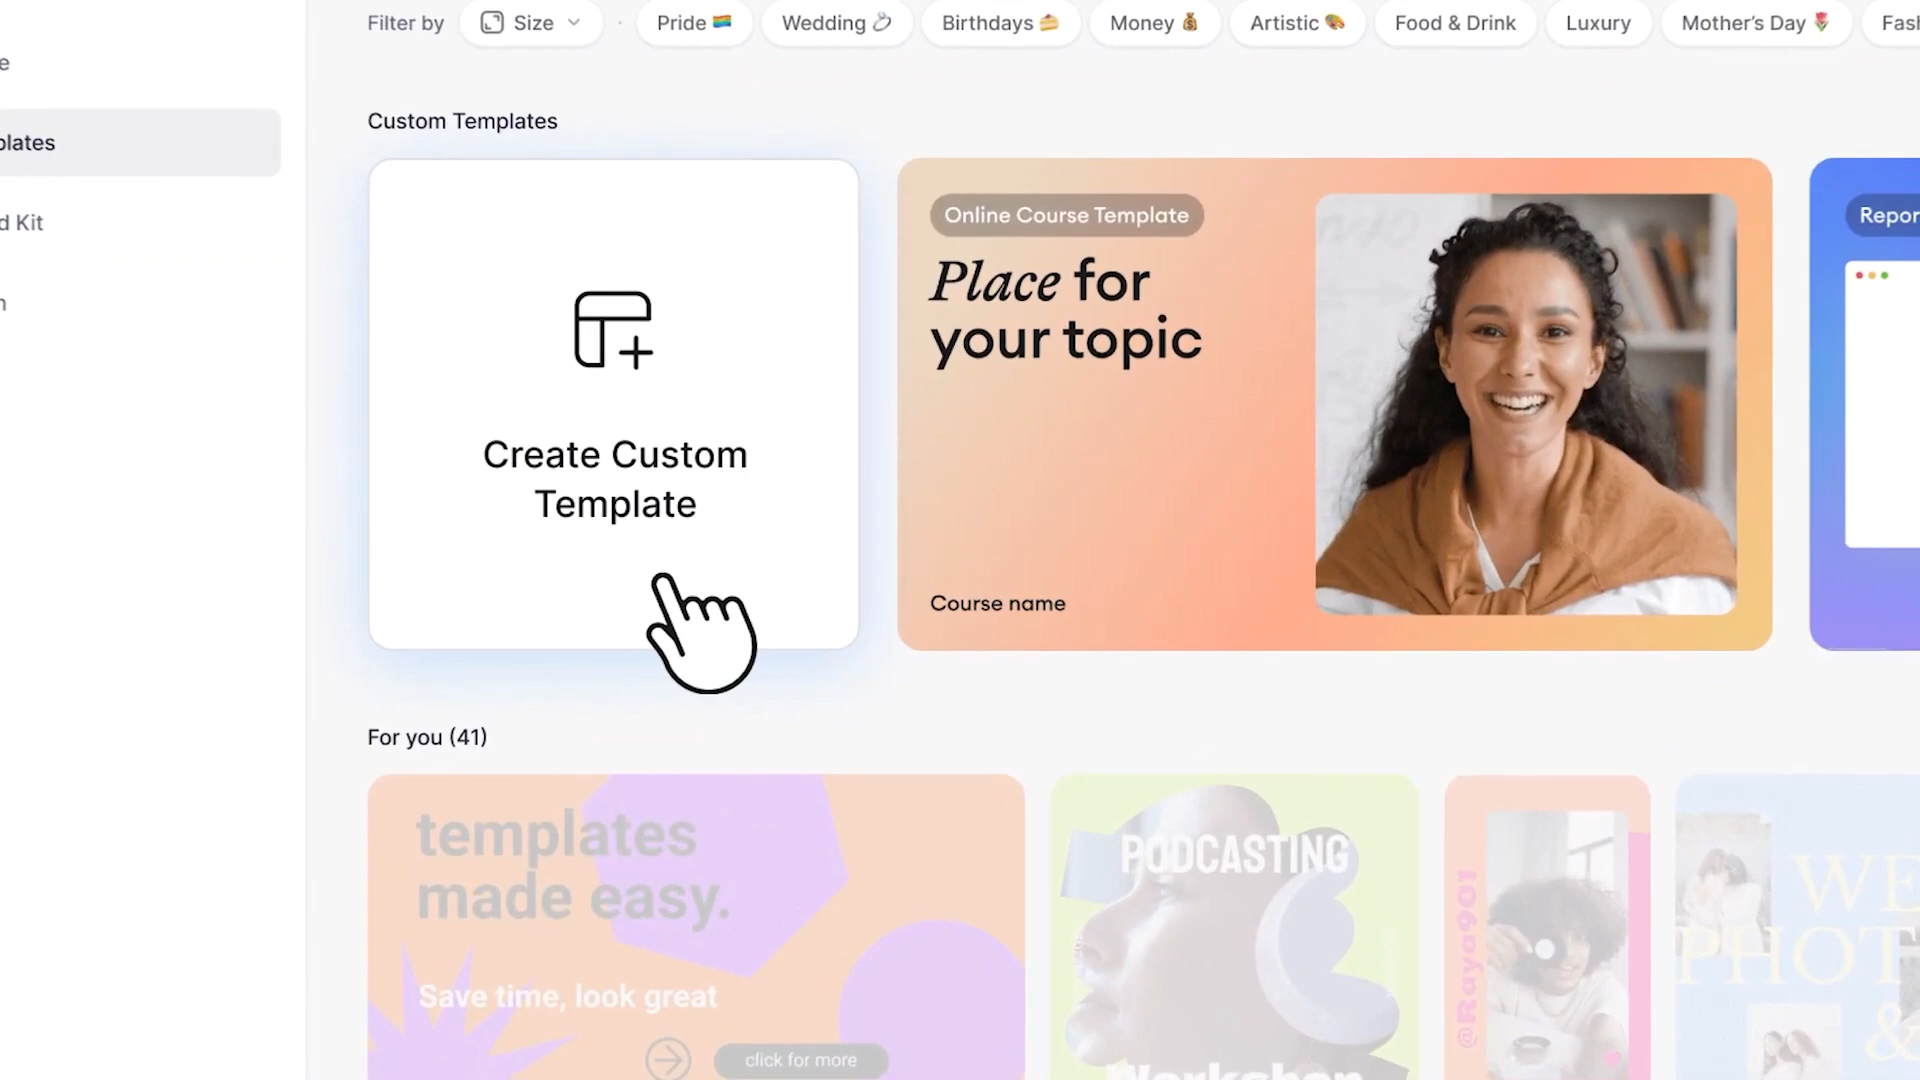 Filter by
Size
Pride
Wedding
Birthdays
Money
Artistic
Food & Drink
Luxury
Mother's Day
Custom Templates
Create Custom
Template
Online Course Template
Place for
your topic
Course name
Kit
For you (41)
templates
made easy.
Save time, look great
click for more
PODCASTING
Workshop
@Raya901
&